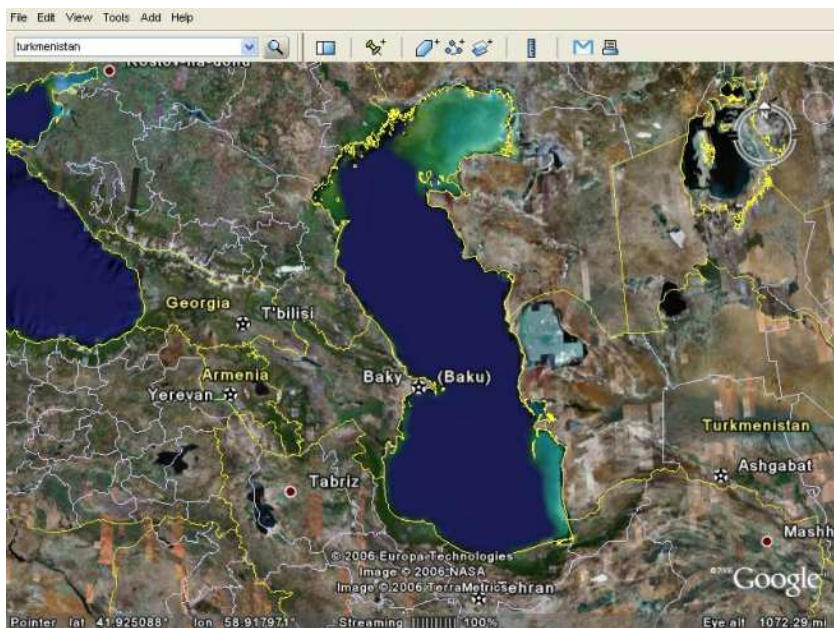 File Edit View Tools Add Help
turkmenistan
Rostov-na-donu
N
Georgia
T'bilisi
Armenia
Yerevan
Baky (Baku)
Turkmenistan
Ashgabat
Tabriz
Mashh
© 2006 Europa Technologies
Image © 2006 NASA
Image © 2006 TerraMetrics
Tehran
Google
Pointer lat 41.925088° lon 58.917971° Streaming |||||||||| 100% Eye alt 1072.29 mi